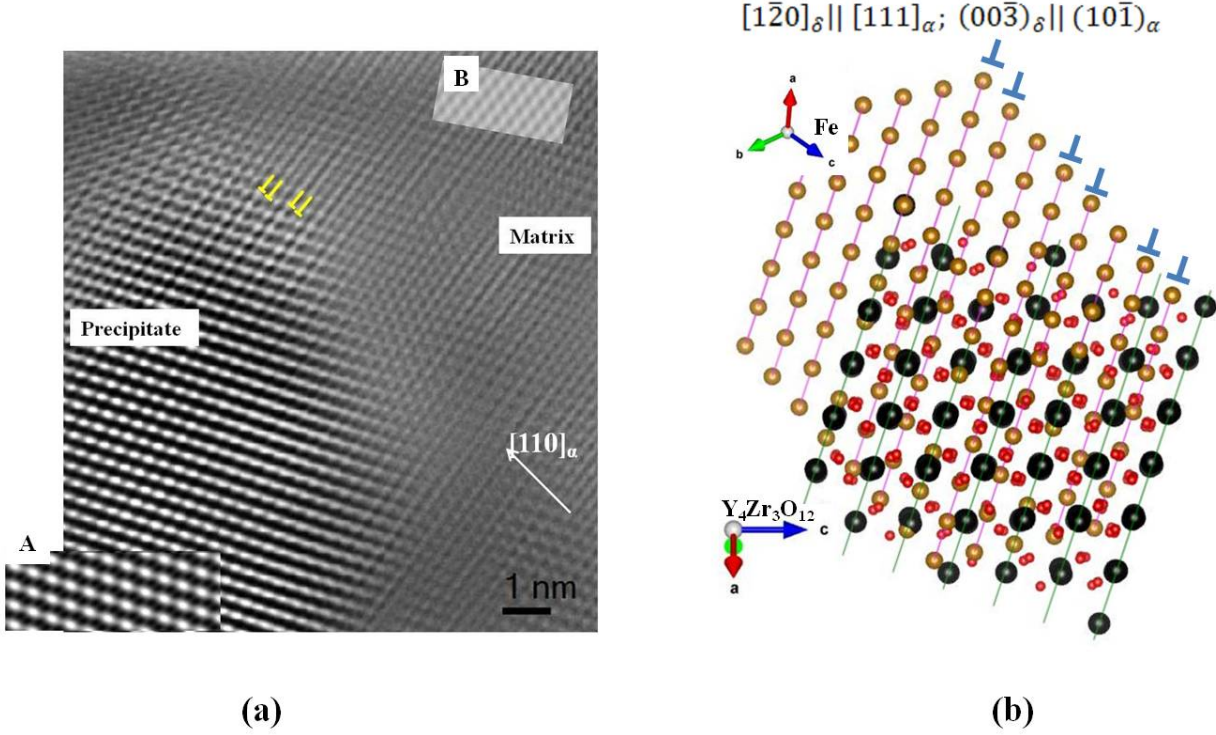 [12̅0]δ|| [111]α; (003̅)δ|| (101̅)α
B
Matrix
Precipitate
[110]α
A
1 nm
a
Fe
b
c
Y₄Zr₃O₁₂
c
a
(a)
(b)